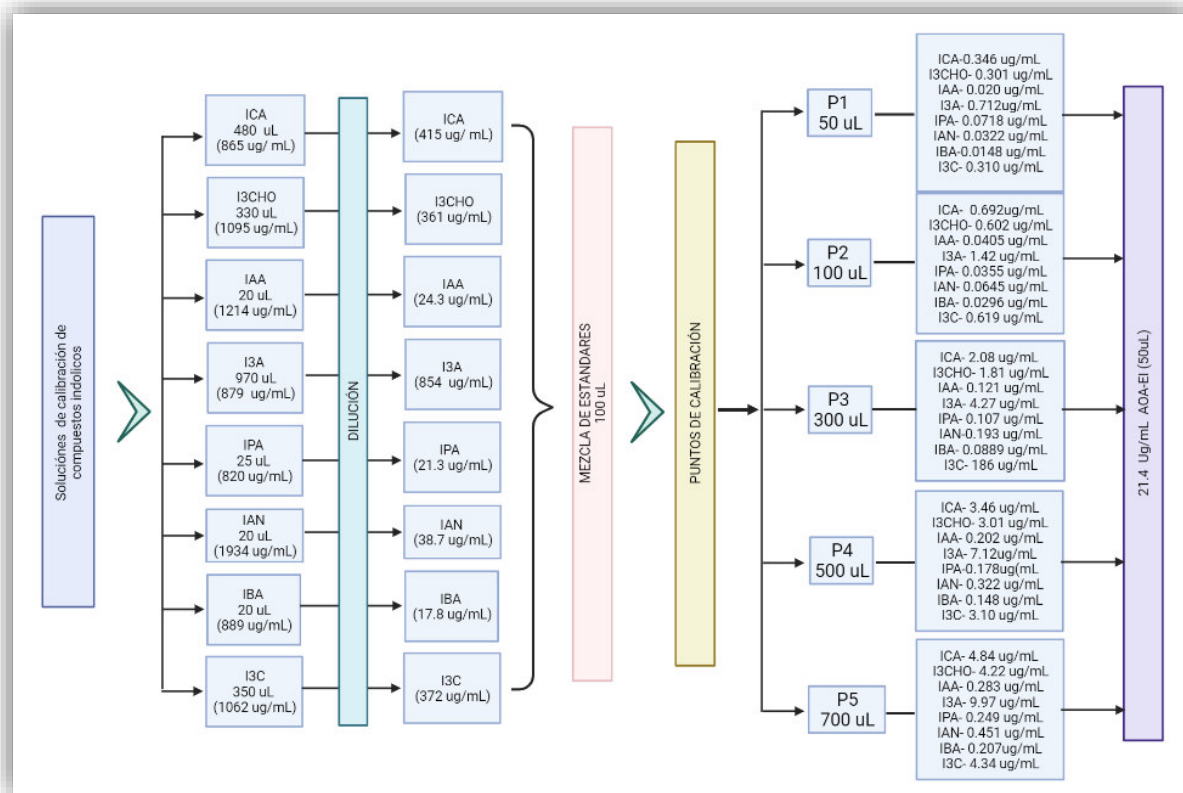 Soluciónes de calibración de
compuestos indolicos
ICA
480 uL
(865 ug/ mL)
I3CHO
330 uL
(1095 ug/mL)
IAA
20 uL
(1214 ug/mL)
I3A
970 uL
(879 ug/mL)
IPA
25 uL
(820 ug/mL)
IAN
20 uL
(1934 ug/mL)
IBA
20 uL
(889 ug/mL)
I3C
350 uL
(1062 ug/mL)
DILUCIÓN
ICA
(415 ug/ mL)
I3CHO
(361 ug/mL)
IAA
(24.3 ug/mL)
I3A
(854 ug/mL)
IPA
(21.3 ug/mL)
IAN
(38.7 ug/mL)
IBA
(17.8 ug/mL)
I3C
(372 ug/mL)
MEZCLA DE ESTANDARES
100 uL
PUNTOS DE CALIBRACIÓN
P1
50 uL
ICA-0.346 ug/mL
I3CHO- 0.301 ug/mL
IAA- 0.020 ug/mL
I3A- 0.712ug/mL
IPA- 0.0718 ug/mL
IAN- 0.0322 ug/mL
IBA-0.0148 ug/mL
I3C- 0.310 ug/mL
P2
100 uL
ICA- 0.692ug/mL
I3CHO- 0.602 ug/mL
IAA- 0.0405 ug/mL
I3A- 1.42 ug/mL
IPA- 0.0355 ug/mL
IAN- 0.0645 ug/mL
IBA- 0.0296 ug/mL
I3C- 0.619 ug/mL
P3
300 uL
ICA- 2.08 ug/mL
I3CHO- 1.81 ug/mL
IAA- 0.121 ug/mL
I3A- 4.27 ug/mL
IPA- 0.107 ug/mL
IAN-0.193 ug/mL
IBA- 0.0889 ug/mL
I3C- 186 ug/mL
P4
500 uL
ICA- 3.46 ug/mL
I3CHO- 3.01 ug/mL
IAA- 0.202 ug/mL
I3A- 7.12ug/mL
IPA-0.178ug(mL
IAN- 0.322 ug/mL
IBA- 0.148 ug/mL
I3C- 3.10 ug/mL
P5
700 uL
ICA- 4.84 ug/mL
I3CHO- 4.22 ug/mL
IAA- 0.283 ug/mL
I3A- 9.97 ug/mL
IPA- 0.249 ug/mL
IAN- 0.451 ug/mL
IBA- 0.207ug/mL
I3C- 4.34 ug/mL
21.4 Ug/mL AOA-EI (50uL)